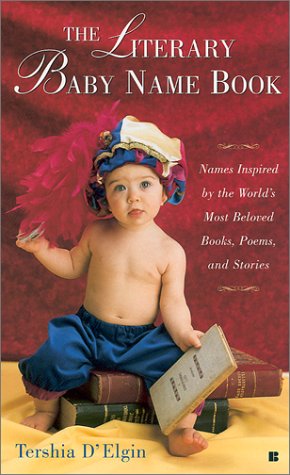 THE LITERARY
BABY NAME BOOK
Names Inspired
by the World's
Most Beloved
Books, Poems,
and Stories
Tershia D'Elgin
B